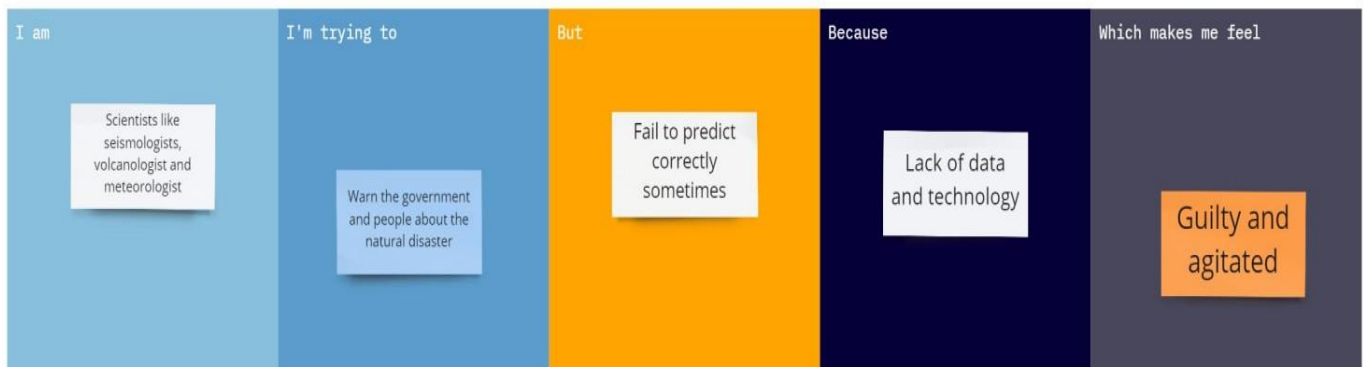 I am
Scientists like
seismologists,
volcanologist and
meteorologist
I'm trying to
Warn the government
and people about the
natural disaster
But
Fail to predict
correctly
sometimes
Because
Lack of data
and technology
Which makes me feel
Guilty and
agitated